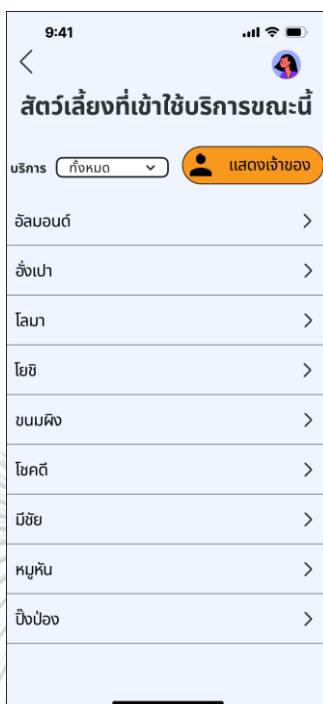 9:41
สัตว์เลี้ยงที่เข้าใช้บริการขณะนี้
บริการ ทั้งหมด แสดงเจ้าของ
อัลมอนด์
อั่งเปา
โลมา
โยชิ
ขนมผิง
โชคดี
มีชัย
หมูหัน
ปิ๊งป่อง